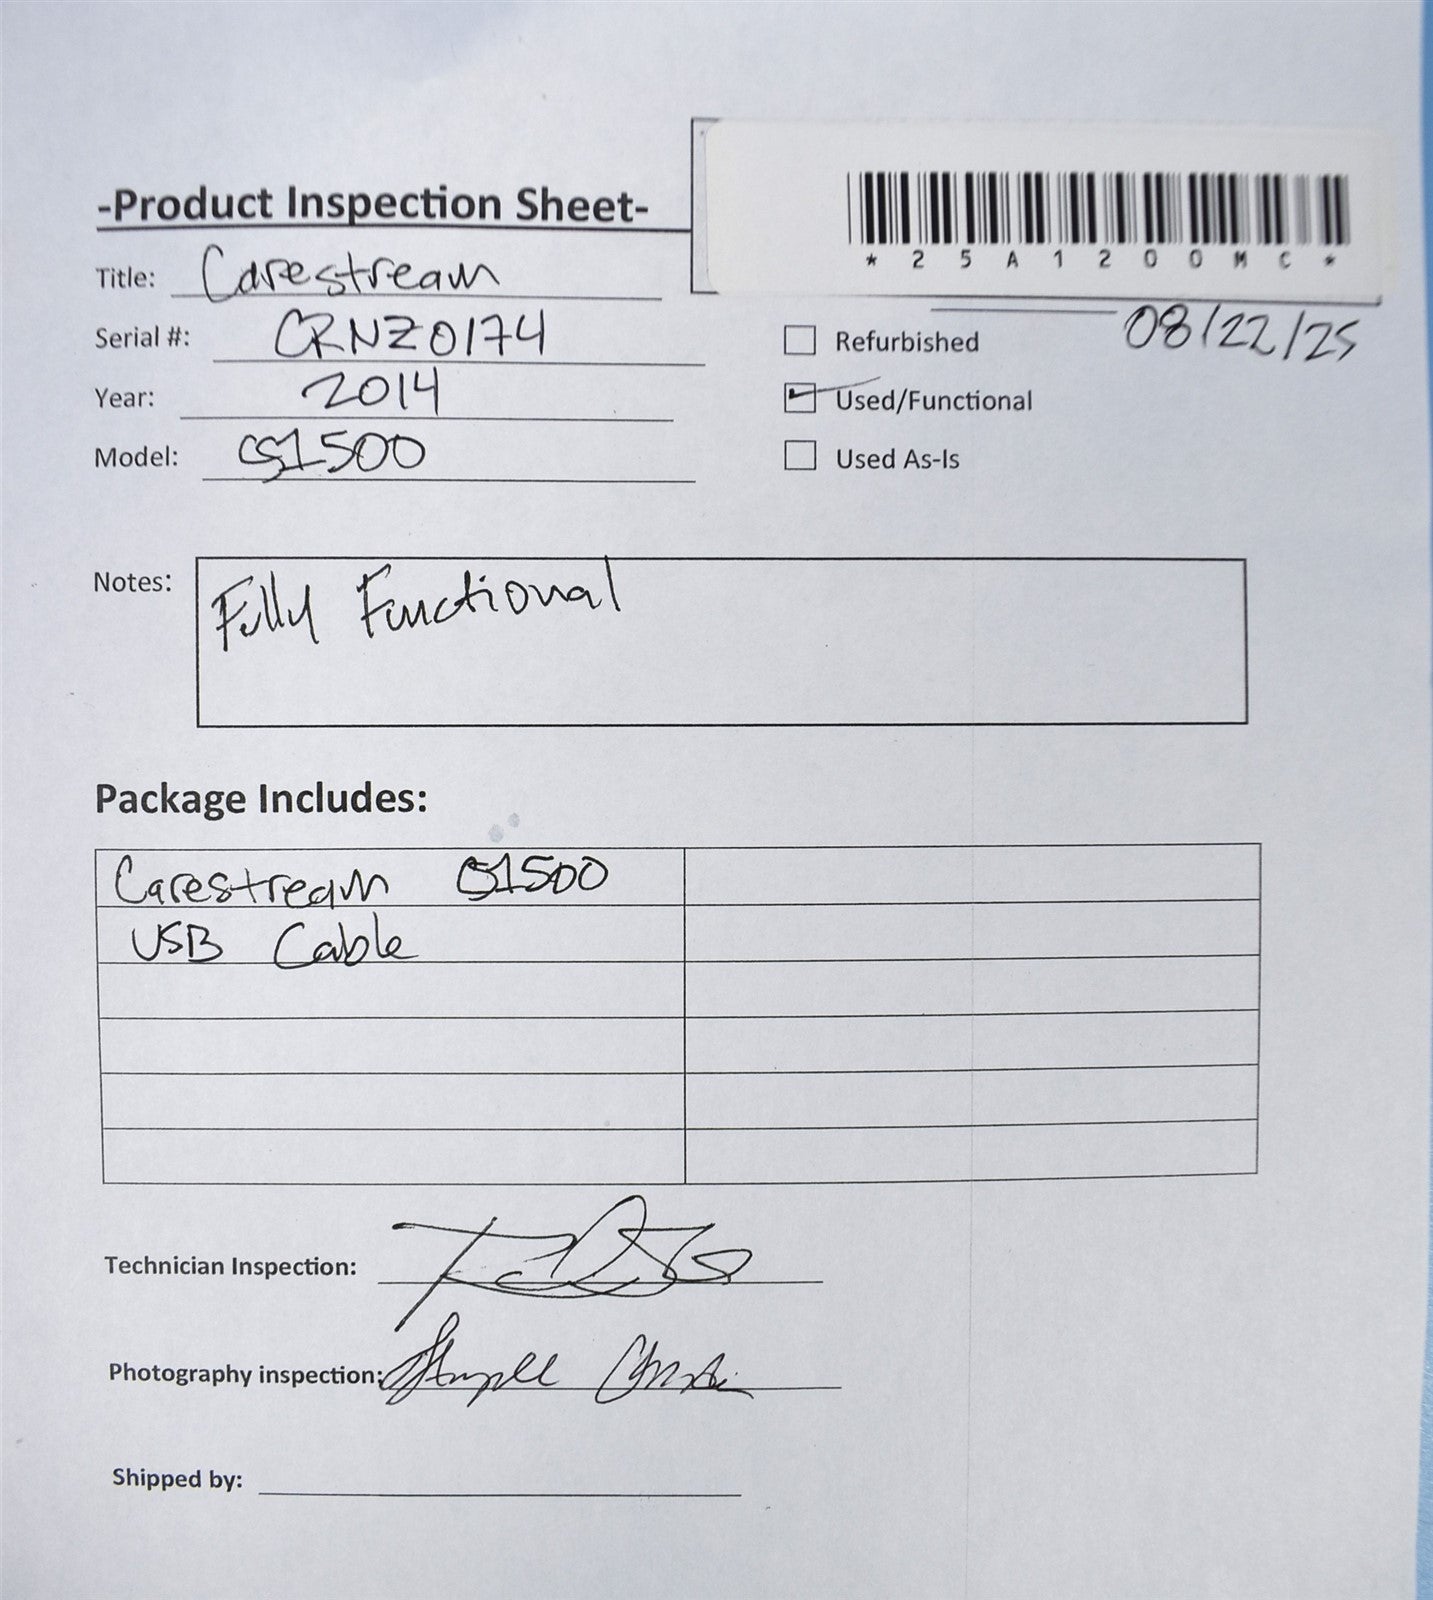 -Product Inspection Sheet-
*25A1200MC*
Title: Carestream
Serial #: CRNZ0174
Year: 2014
Model: CS1500
08/22/25
Refurbished
Used/Functional
Used As-Is
Notes: Fully Functional
Package Includes:
Carestream CS1500
USB Cable
Technician Inspection:
Photography inspection:
Shipped by: